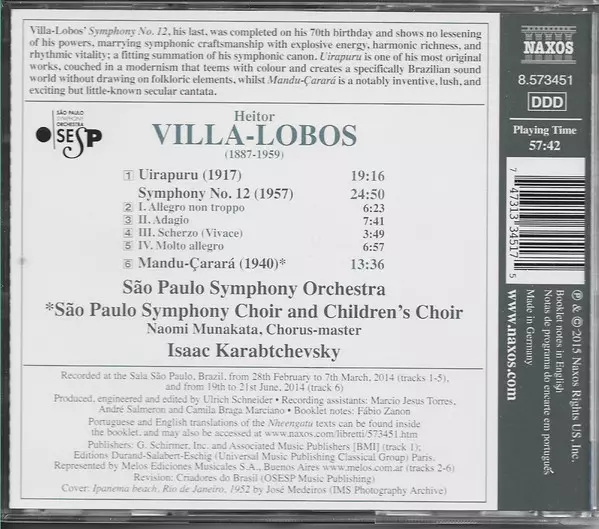 Villa-Lobos' Symphony No. 12, his last, was completed on his 70th birthday and shows no lessening
of his powers, marrying symphonic craftsmanship with explosive energy, harmonic richness, and
rhythmic vitality; a fitting summation of his symphonic canon. Uirapuru is one of his most original
works, couched in a modernism that teems with colour and creates a specifically Brazilian sound
world without drawing on folkloric elements, whilst Mandu-Çarará is a notably inventive, lush, and
exciting but little-known secular cantata.
SÃO PAULO
SYMPHONY
ORCHESTRA
OSESP
Heitor
VILLA-LOBOS
(1887-1959)
1 Uirapuru (1917) 19:16
Symphony No. 12 (1957) 24:50
2 I. Allegro non troppo 6:23
3 II. Adagio 7:41
4 III. Scherzo (Vivace) 3:49
5 IV. Molto allegro 6:57
6 Mandu-Çarará (1940)* 13:36
São Paulo Symphony Orchestra
*São Paulo Symphony Choir and Children's Choir
Naomi Munakata, Chorus-master
Isaac Karabtchevsky
Recorded at the Sala São Paulo, Brazil, from 28th February to 7th March, 2014 (tracks 1-5),
and from 19th to 21st June, 2014 (track 6)
Produced, engineered and edited by Ulrich Schneider • Recording assistants: Marcio Jesus Torres,
André Salmeron and Camila Braga Marciano • Booklet notes: Fábio Zanon
Portuguese and English translations of the Nheengatu texts can be found inside
the booklet, and may also be accessed at www.naxos.com/libretti/573451.htm
Publishers: G. Schirmer, Inc. and Associated Music Publishers [BMI] (track 1);
Editions Durand-Salabert-Eschig (Universal Music Publishing Classical Group) Paris.
Represented by Melos Ediciones Musicales S.A., Buenos Aires www.melos.com.ar (tracks 2-6)
Revision: Criadores do Brasil (OSESP Music Publishing)
Cover: Ipanema beach, Rio de Janeiro, 1952 by José Medeiros (IMS Photography Archive)
NAXOS
8.573451
DDD
Playing Time
57:42
7 47313 34517 5
www.naxos.com
Made in Germany
℗ & © 2015 Naxos Rights US, Inc.
Booklet notes in English
Notas de programa do encarte em português